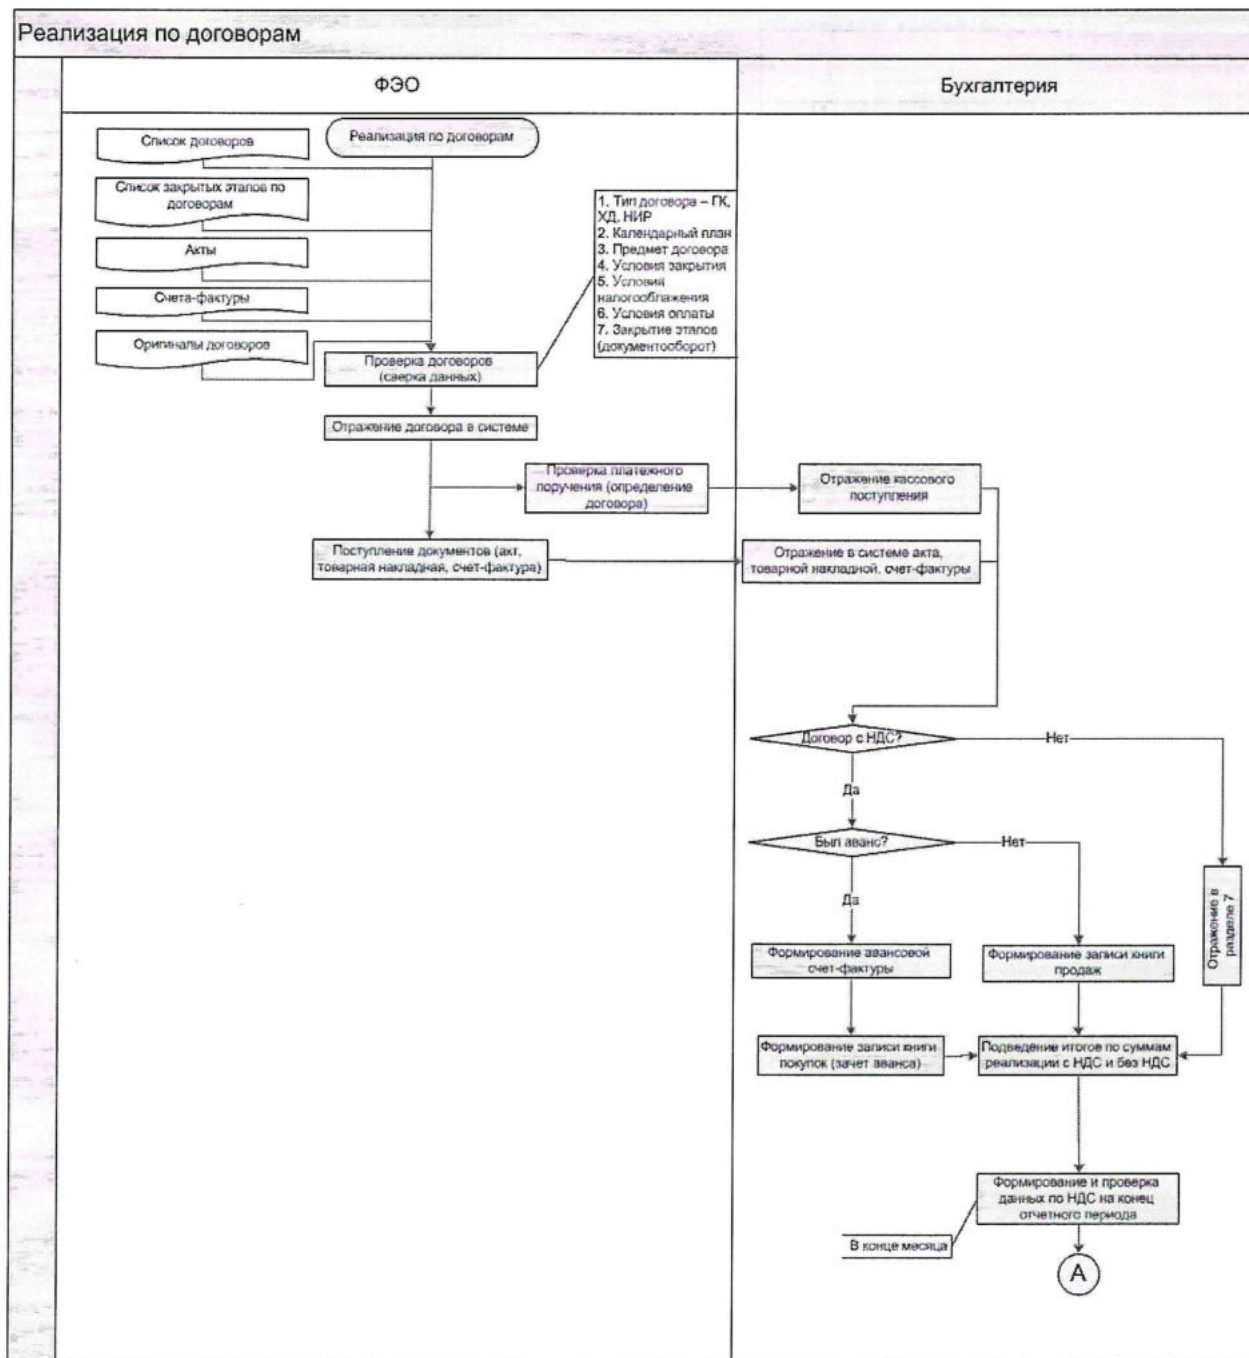 Реализация по договорам
ФЭО
Бухгалтерия
Список договоров
Реализация по договорам
Список закрытых этапов по
договорам
Акты
Счета-фактуры
Оригиналы договоров
1. Тип договора – ГК,
ХД, НИР
2. Календарный план
3. Предмет договора
4. Условия закрытия
5. Условия
налогооблажения
6. Условия оплаты
7. Закрытие этапов
(документооборот)
Проверка договоров
(сверка данных)
Отражение договора в системе
Проверка платежного
поручения (определение
договора)
Отражение кассового
поступления
Поступление документов (акт,
товарная накладная, счет-фактура)
Отражение в системе акта,
товарной накладной, счет-фактуры
Договор с НДС?
Нет
Да
Был аванс?
Нет
Да
Отражение в
разделе 7
Формирование авансовой
счет-фактуры
Формирование записи книги
продаж
Формирование записи книги
покупок (зачет аванса)
Подведение итогов по суммам
реализации с НДС и без НДС
Формирование и проверка
данных по НДС на конец
отчетного периода
В конце месяца
А